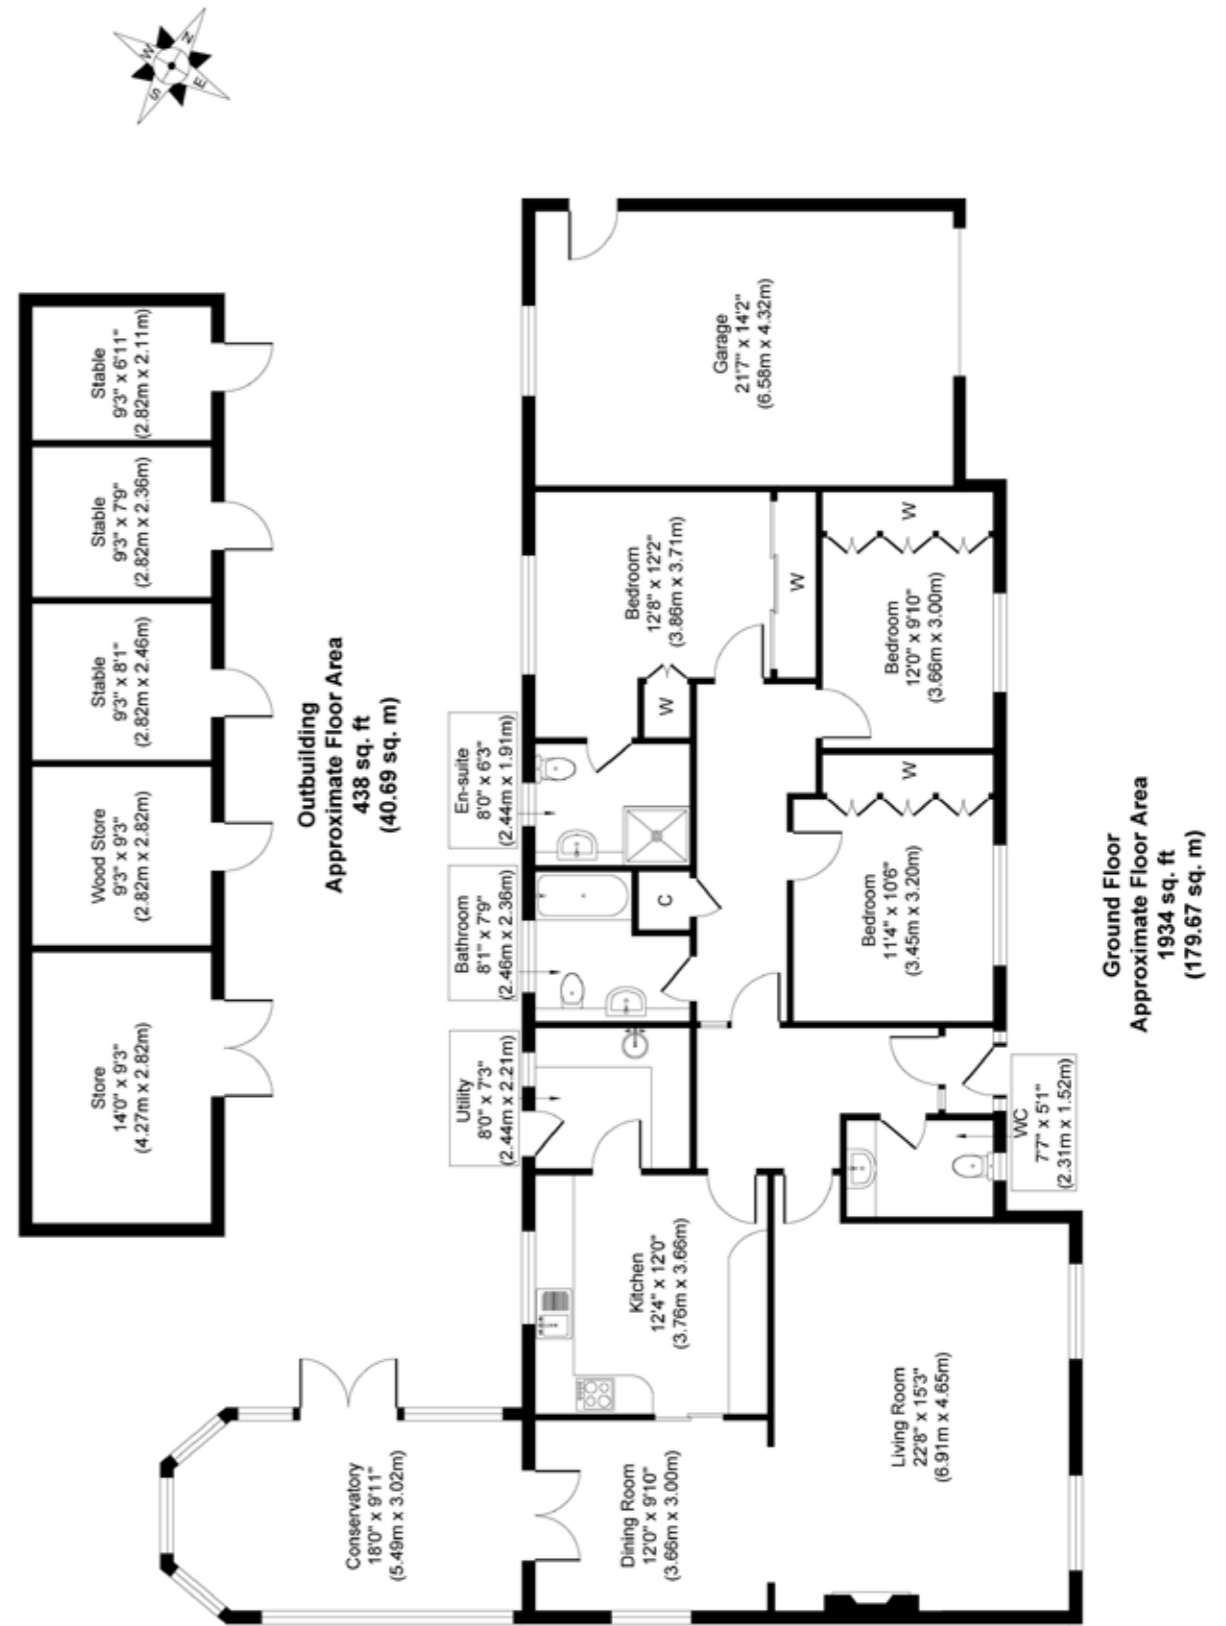 N
E
S
W
Store
14'0" x 9'3"
(4.27m x 2.82m)
Wood Store
9'3" x 9'3"
(2.82m x 2.82m)
Stable
9'3" x 8'1"
(2.82m x 2.46m)
Stable
9'3" x 7'9"
(2.82m x 2.36m)
Stable
9'3" x 6'11"
(2.82m x 2.11m)
Outbuilding
Approximate Floor Area
438 sq. ft
(40.69 sq. m)
Conservatory
18'0" x 9'11"
(5.49m x 3.02m)
Utility
8'0" x 7'3"
(2.44m x 2.21m)
Bathroom
8'1" x 7'9"
(2.46m x 2.36m)
En-suite
8'0" x 6'3"
(2.44m x 1.91m)
Dining Room
12'0" x 9'10"
(3.66m x 3.00m)
Kitchen
12'4" x 12'0"
(3.76m x 3.66m)
C
W
Bedroom
12'8" x 12'2"
(3.86m x 3.71m)
W
Garage
21'7" x 14'2"
(6.58m x 4.32m)
Living Room
22'8" x 15'3"
(6.91m x 4.65m)
Bedroom
11'4" x 10'6"
(3.45m x 3.20m)
W
Bedroom
12'0" x 9'10"
(3.66m x 3.00m)
W
WC
7'7" x 5'1"
(2.31m x 1.52m)
Ground Floor
Approximate Floor Area
1934 sq. ft
(179.67 sq. m)